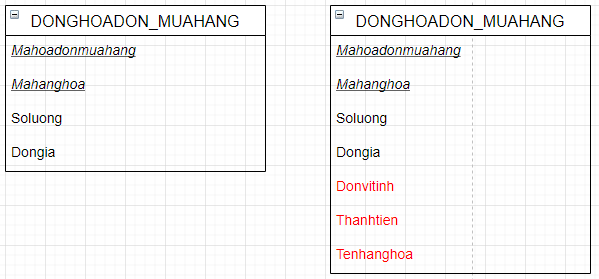 DONGHOADON_MUAHANG
Mahoadonmuahang
Mahanghoa
Soluong
Dongia
DONGHOADON_MUAHANG
Mahoadonmuahang
Mahanghoa
Soluong
Dongia
Donvitinh
Thanhtien
Tenhanghoa